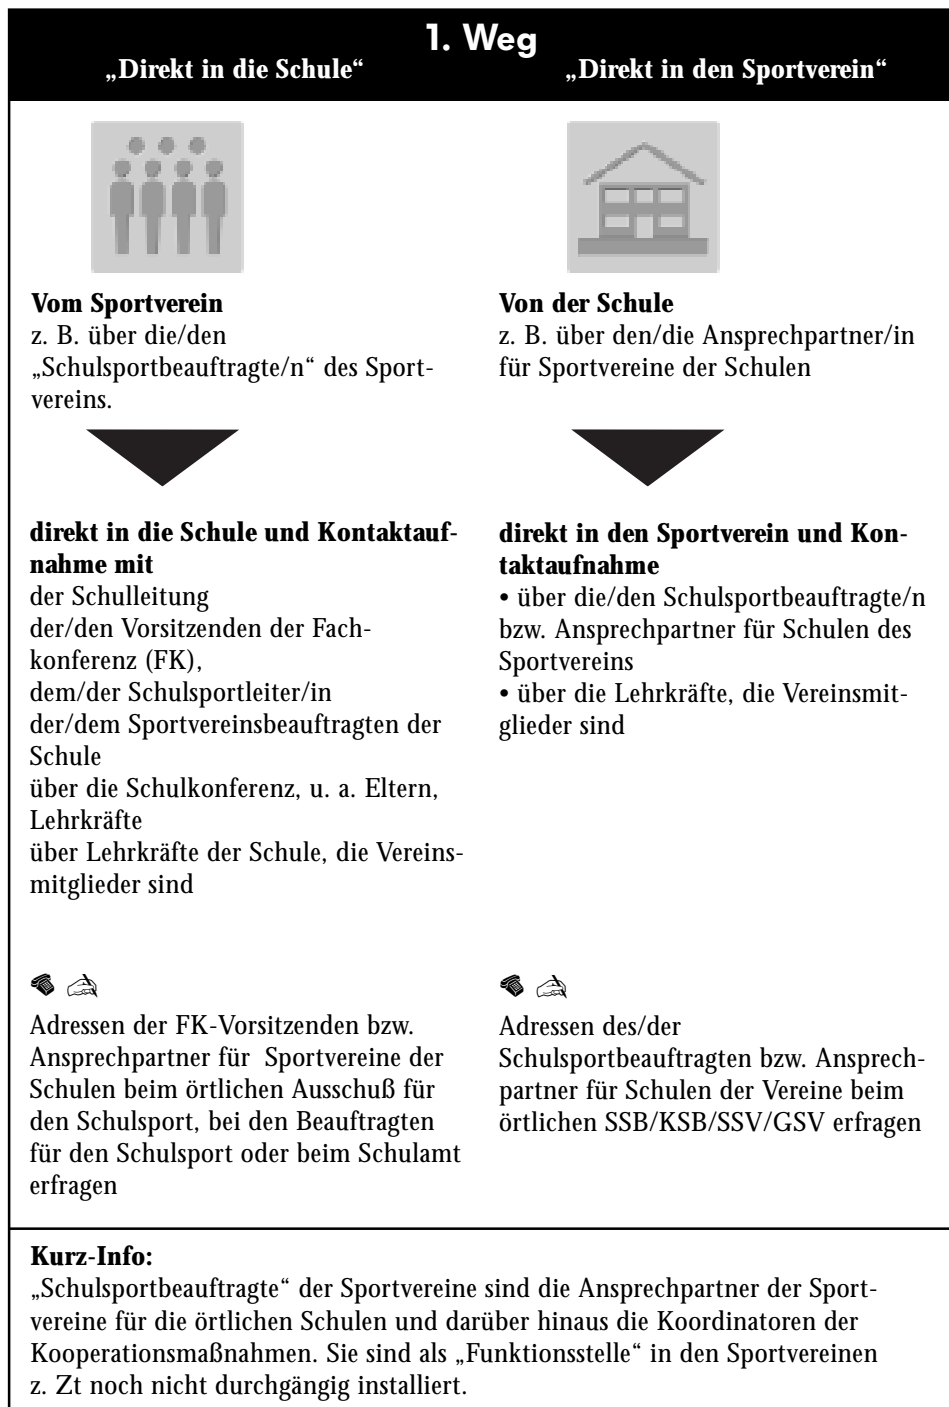 1. Weg
„Direkt in die Schule“
„Direkt in den Sportverein“
Vom Sportverein
z. B. über die/den
„Schulsportbeauftragte/n“ des Sport-
vereins.
direkt in die Schule und Kontaktauf-
nahme mit
der Schulleitung
der/den Vorsitzenden der Fach-
konferenz (FK),
dem/der Schulsportleiter/in
der/dem Sportvereinsbeauftragten der
Schule
über die Schulkonferenz, u. a. Eltern,
Lehrkräfte
über Lehrkräfte der Schule, die Vereins-
mitglieder sind
Adressen der FK-Vorsitzenden bzw.
Ansprechpartner für Sportvereine der
Schulen beim örtlichen Ausschuß für
den Schulsport, bei den Beauftragten
für den Schulsport oder beim Schulamt
erfragen
Von der Schule
z. B. über den/die Ansprechpartner/in
für Sportvereine der Schulen
direkt in den Sportverein und Kon-
taktaufnahme
• über die/den Schulsportbeauftragte/n
bzw. Ansprechpartner für Schulen des
Sportvereins
• über die Lehrkräfte, die Vereinsmit-
glieder sind
Adressen des/der
Schulsportbeauftragten bzw. Ansprech-
partner für Schulen der Vereine beim
örtlichen SSB/KSB/SSV/GSV erfragen
Kurz-Info:
„Schulsportbeauftragte“ der Sportvereine sind die Ansprechpartner der Sport-
vereine für die örtlichen Schulen und darüber hinaus die Koordinatoren der
Kooperationsmaßnahmen. Sie sind als „Funktionsstelle“ in den Sportvereinen
z. Zt noch nicht durchgängig installiert.